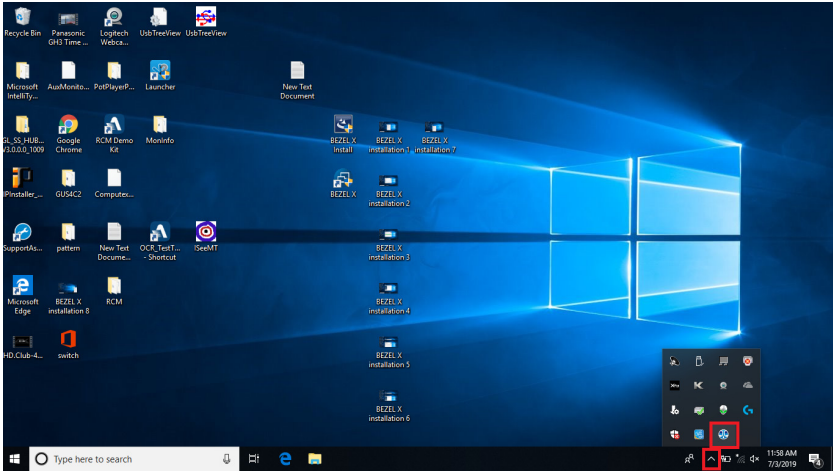 Recycle Bin
Panasonic
GH3 Time ...
Logitech
Webca...
UsbTreeView
UsbTreeView
Microsoft
IntelliTy...
AuxMonito...
PotPlayerP...
Launcher
New Text
Document
GL_SS_HUB...
V3.0.0.0_1009
Google
Chrome
RCM Demo
Kit
MonInfo
BEZEL X
Install
BEZEL X
installation 1
BEZEL X
installation 7
IPInstaller_...
GUS4C2
Computex...
BEZEL X
BEZEL X
installation 2
SupportAs...
pattern
New Text
Docume...
OCR_TestT...
- Shortcut
ISeeMT
BEZEL X
installation 3
Microsoft
Edge
BEZEL X
installation 8
RCM
BEZEL X
installation 4
HD.Club-4...
switch
BEZEL X
installation 5
BEZEL X
installation 6
Type here to search
11:58 AM
7/3/2019
4